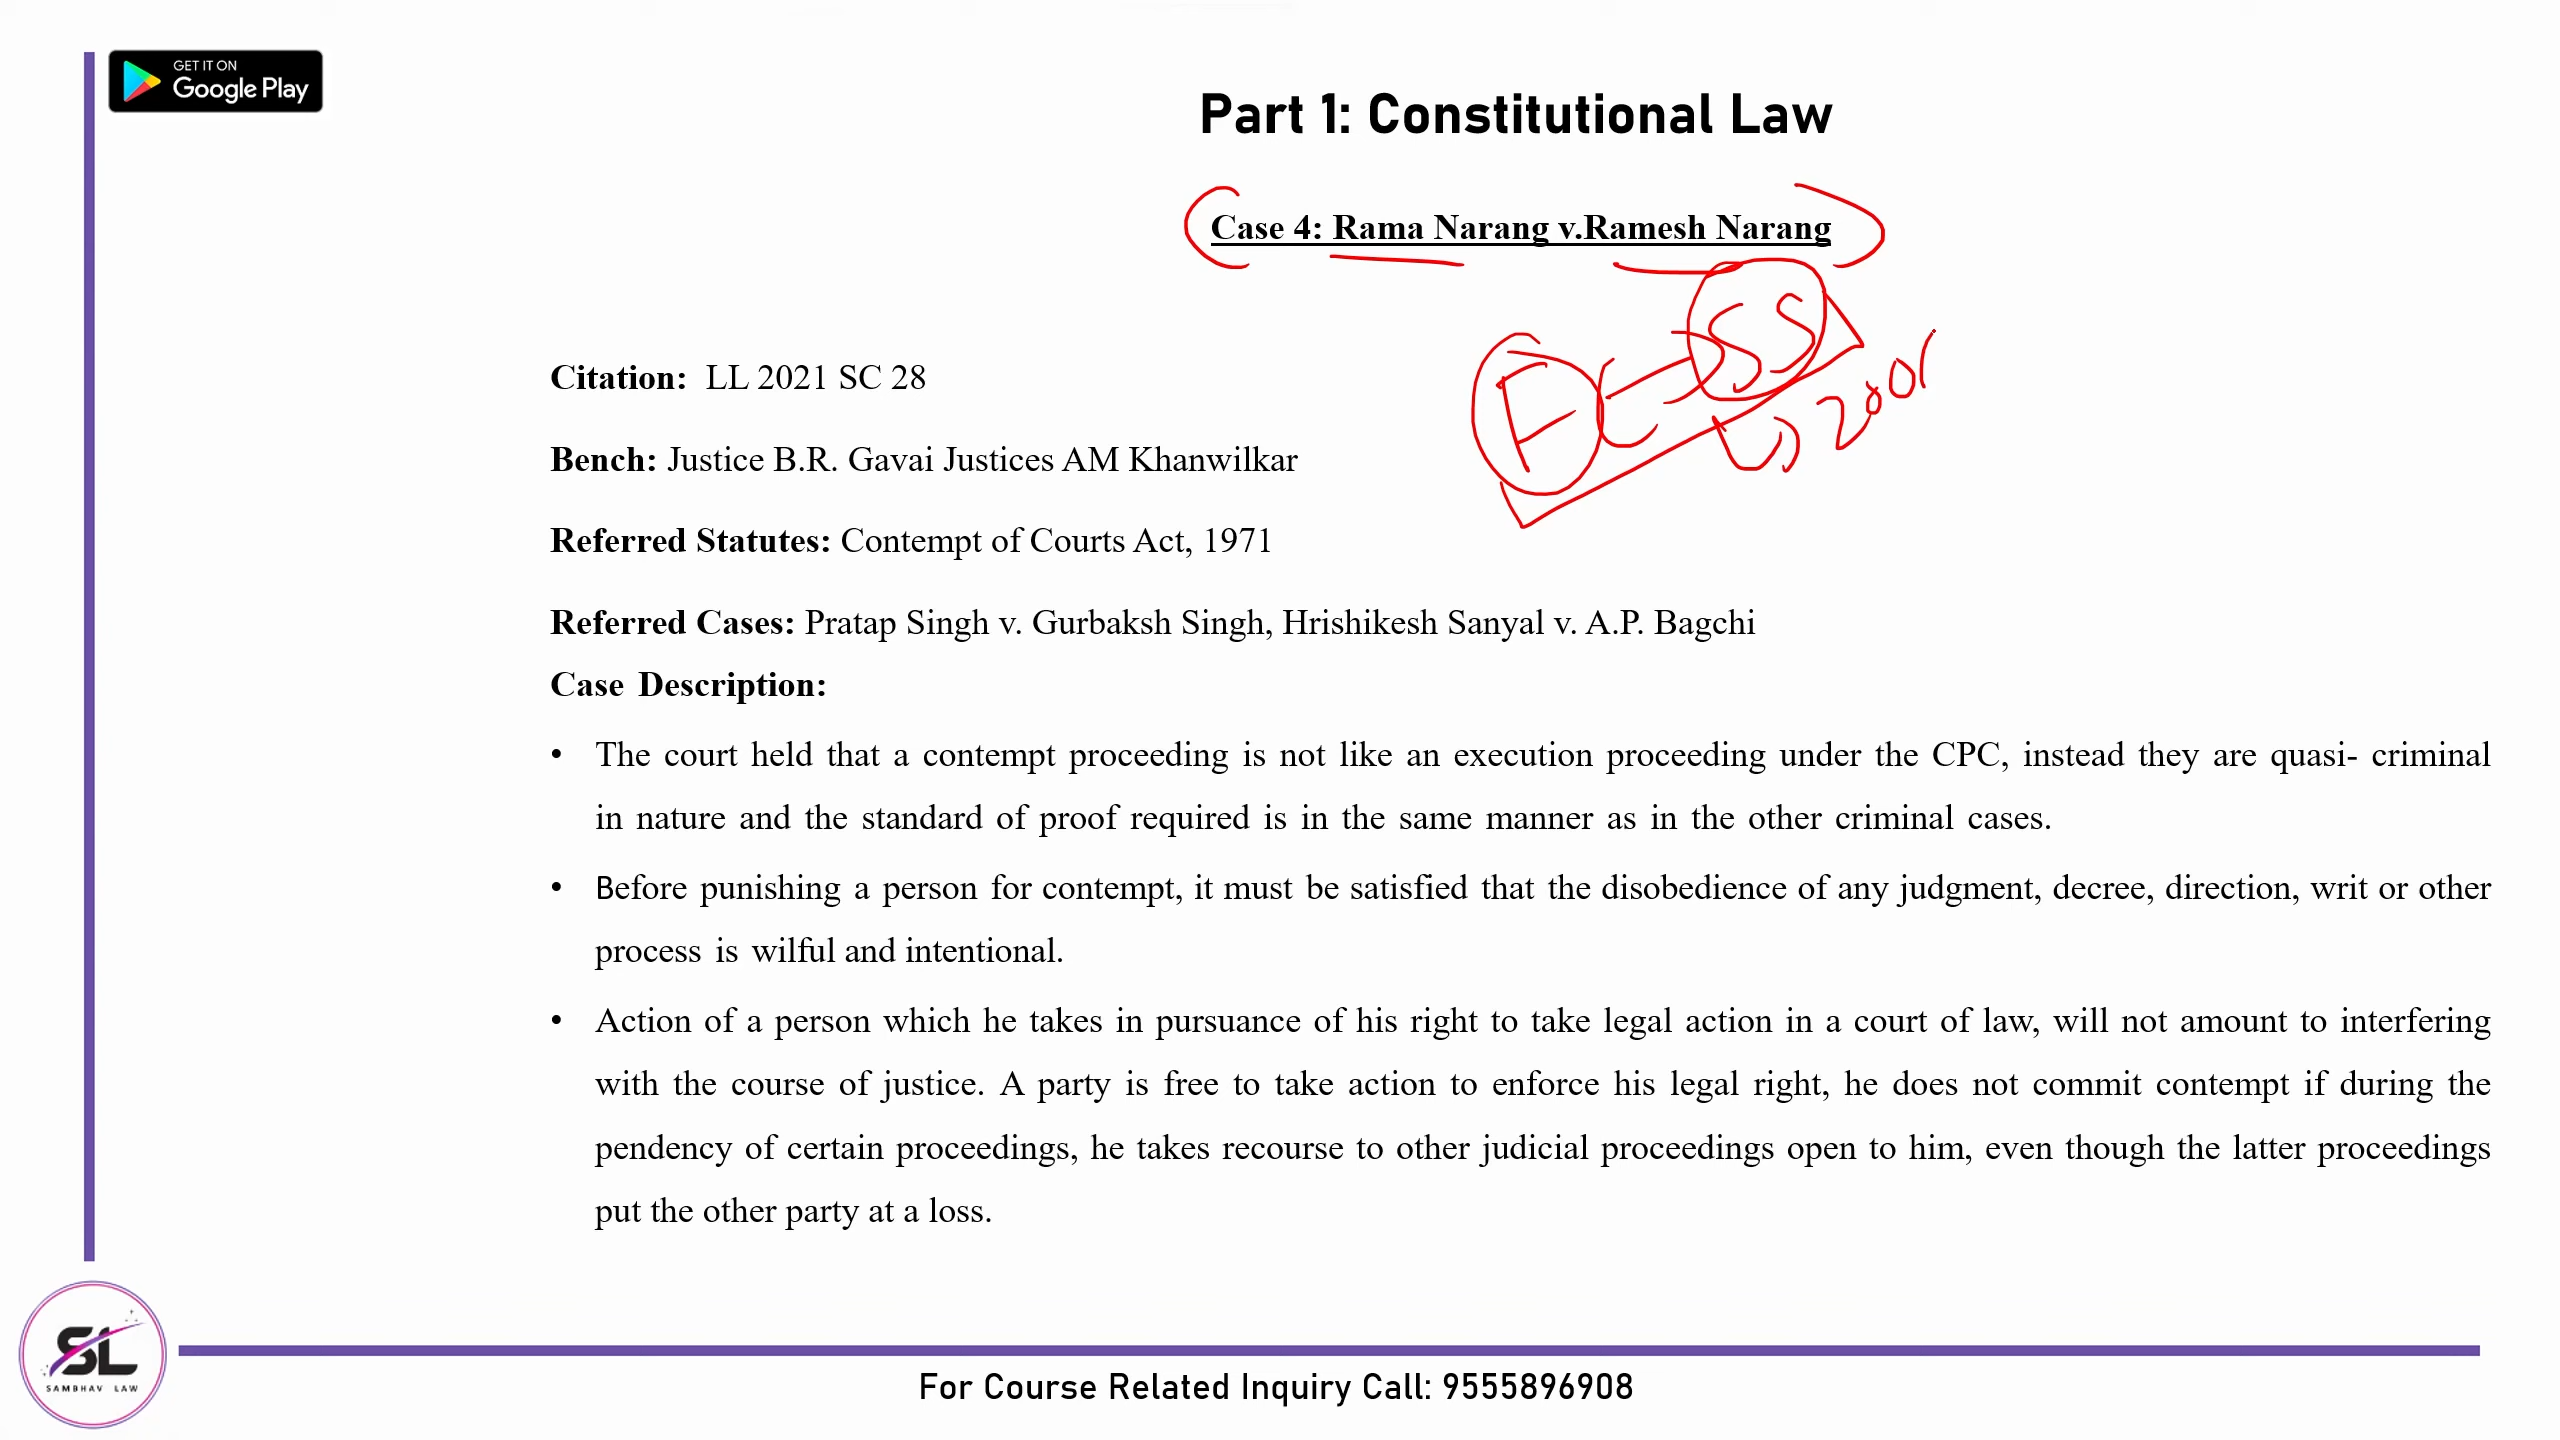 GET IT ON
Google Play
Part 1: Constitutional Law
Case 4: Rama Narang v.Ramesh Narang
SS
F
2001
Citation: LL 2021 SC 28
Bench: Justice B.R. Gavai Justices AM Khanwilkar
Referred Statutes: Contempt of Courts Act, 1971
Referred Cases: Pratap Singh v. Gurbaksh Singh, Hrishikesh Sanyal v. A.P. Bagchi
Case Description:
• The court held that a contempt proceeding is not like an execution proceeding under the CPC, instead they are quasi- criminal
in nature and the standard of proof required is in the same manner as in the other criminal cases.
• Before punishing a person for contempt, it must be satisfied that the disobedience of any judgment, decree, direction, writ or other
process is wilful and intentional.
• Action of a person which he takes in pursuance of his right to take legal action in a court of law, will not amount to interfering
with the course of justice. A party is free to take action to enforce his legal right, he does not commit contempt if during the
pendency of certain proceedings, he takes recourse to other judicial proceedings open to him, even though the latter proceedings
put the other party at a loss.
SL
SAMBHAV LAW
For Course Related Inquiry Call: 9555896908